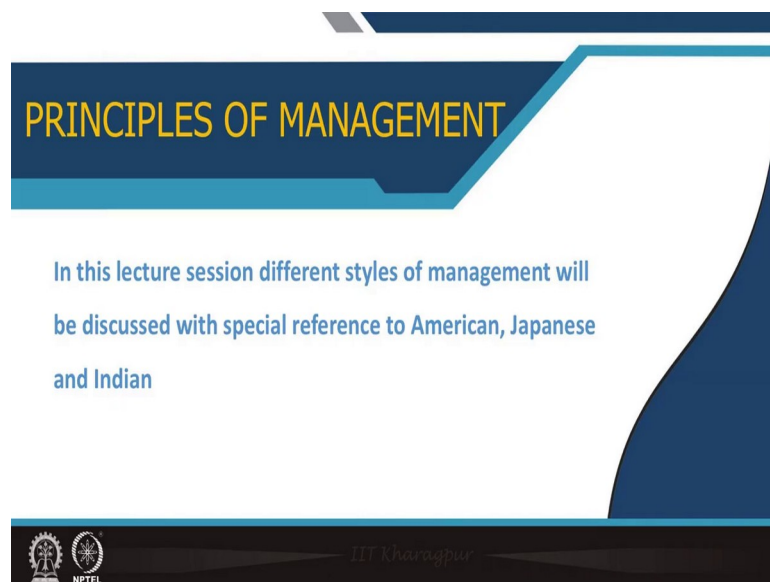 PRINCIPLES OF MANAGEMENT
In this lecture session different styles of management will
be discussed with special reference to American, Japanese
and Indian
IIT Kharagpur
NPTEL